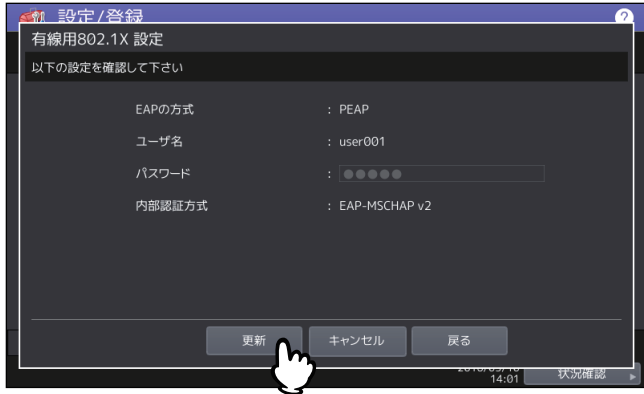 設定/登録
?
有線用802.1X 設定
以下の設定を確認して下さい
EAPの方式 : PEAP
ユーザ名 : user001
パスワード : ●●●●●
内部認証方式 : EAP-MSCHAP v2
更新 キャンセル 戻る
14:01 状況確認